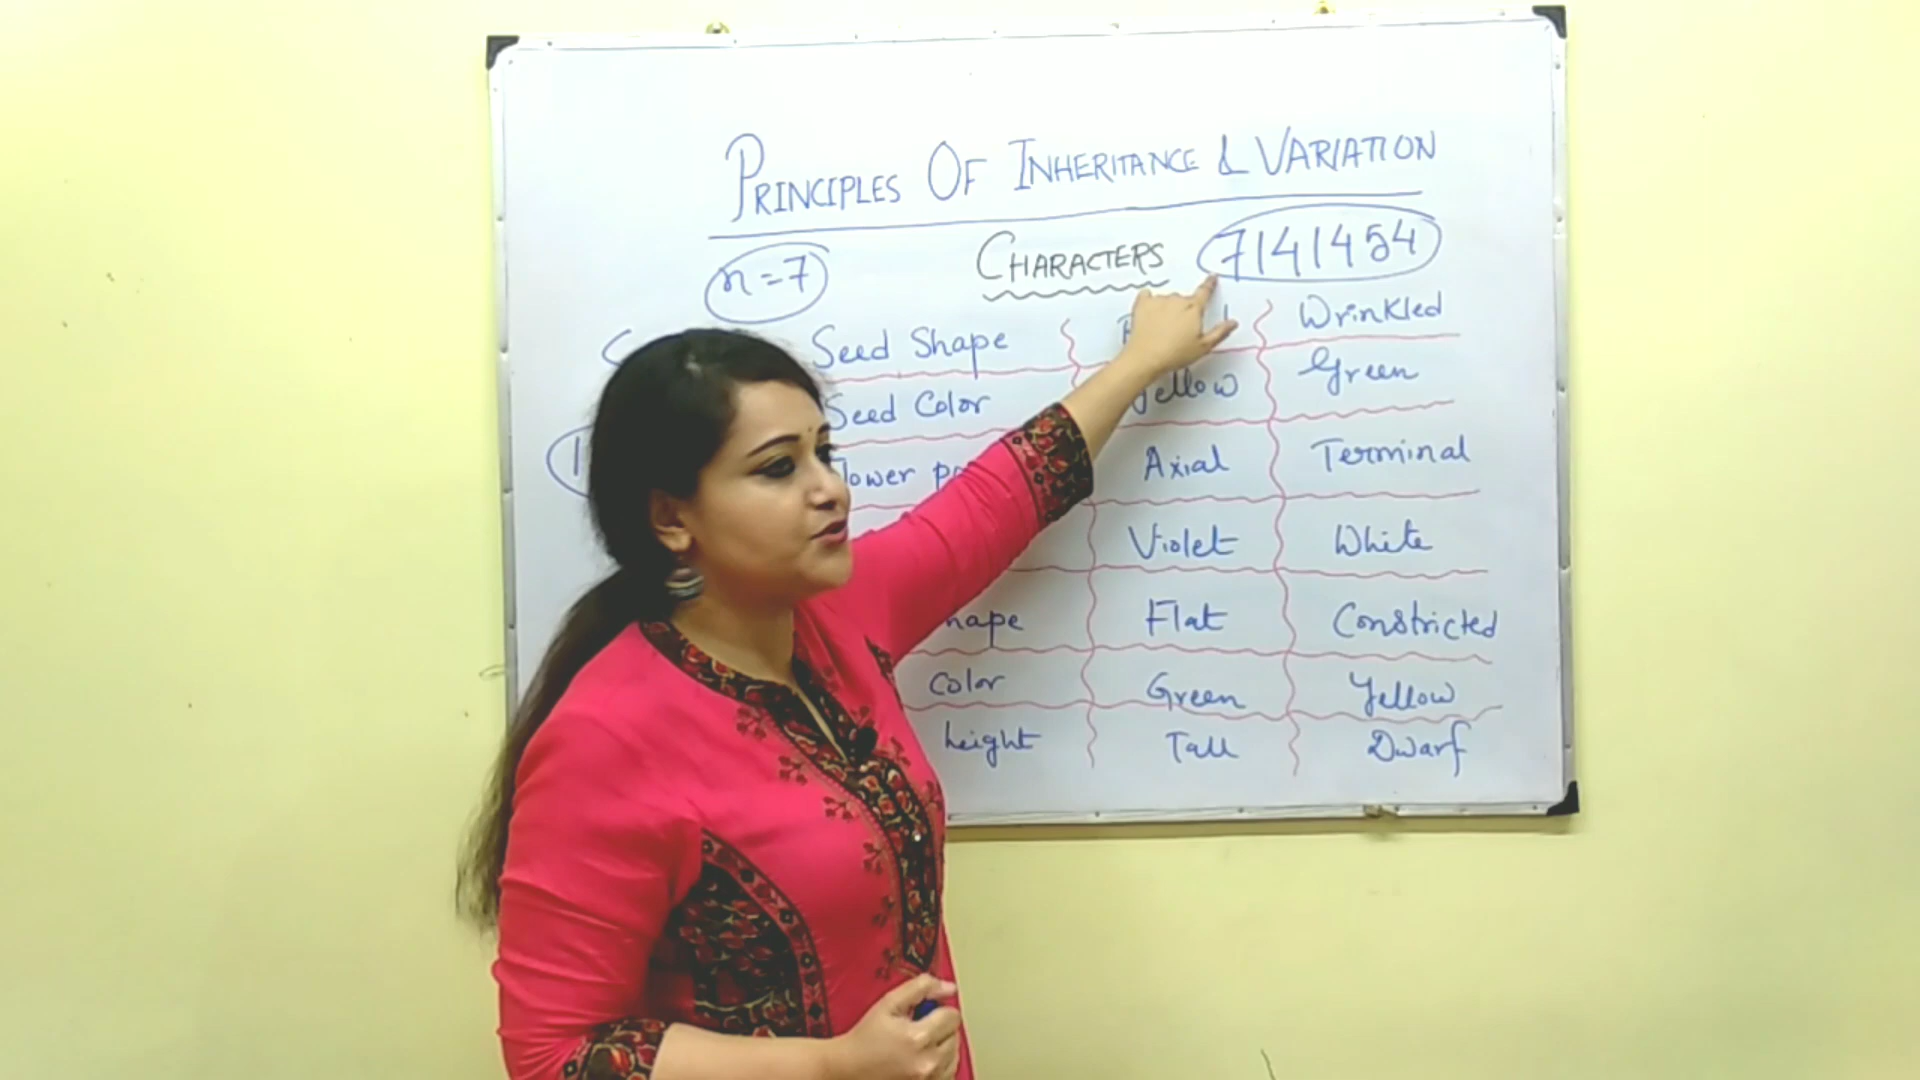 PRINCIPLES OF INHERITANCE & VARIATION
n = 7 CHARACTERS 7141454
Seed Shape Wrinkled
Seed Color Yellow Green
Axial Terminal
Violet White
Flat Constricted
Color Green Yellow
height Tall Dwarf